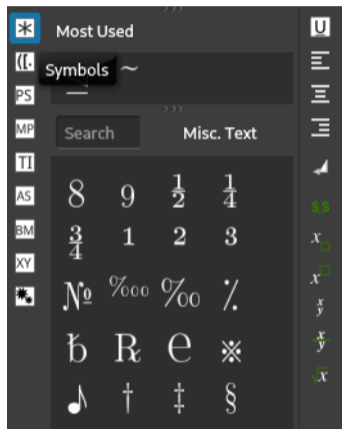 Most Used
Symbols
~
Search
Misc. Text
8 9 ½ ¼
¾ 1 2 3
№ ‱ ‰ ⁒
ƀ ℞ ℮ ※
♪ † ‡ §
((.
PS
MP
TI
AS
BM
XY
U
$$
x□
x□
x/y
x/y
√x